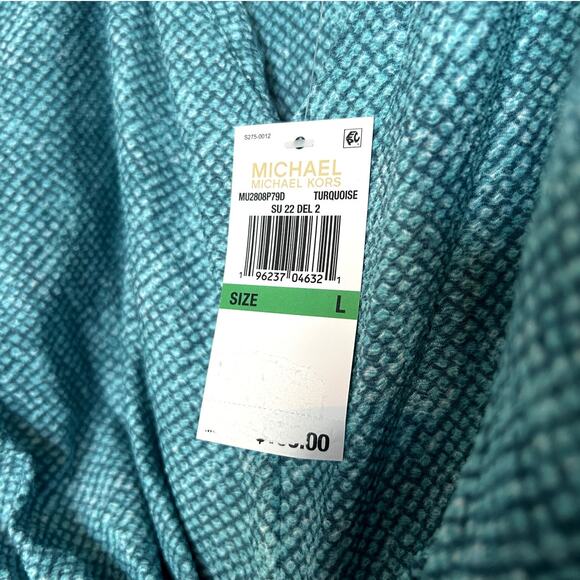 S275-0012
MICHAEL
MICHAEL KORS
MU2808P79D TURQUOISE
SU 22 DEL 2
1 96237 04632 1
SIZE L